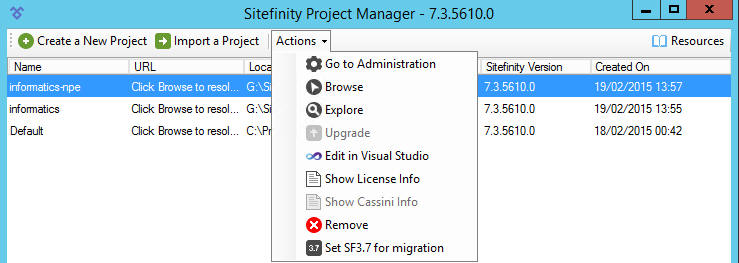 Sitefinity Project Manager - 7.3.5610.0
Create a New Project Import a Project Actions Resources
Name URL Loca Sitefinity Version Created On
informatics-npe Click Browse to resol... G:\Si 7.3.5610.0 19/02/2015 13:57
informatics Click Browse to resol... G:\Si 7.3.5610.0 19/02/2015 13:55
Default Click Browse to resol... C:\Pr 7.3.5610.0 18/02/2015 00:42
Go to Administration
Browse
Explore
Upgrade
Edit in Visual Studio
Show License Info
Show Cassini Info
Remove
3.7 Set SF3.7 for migration